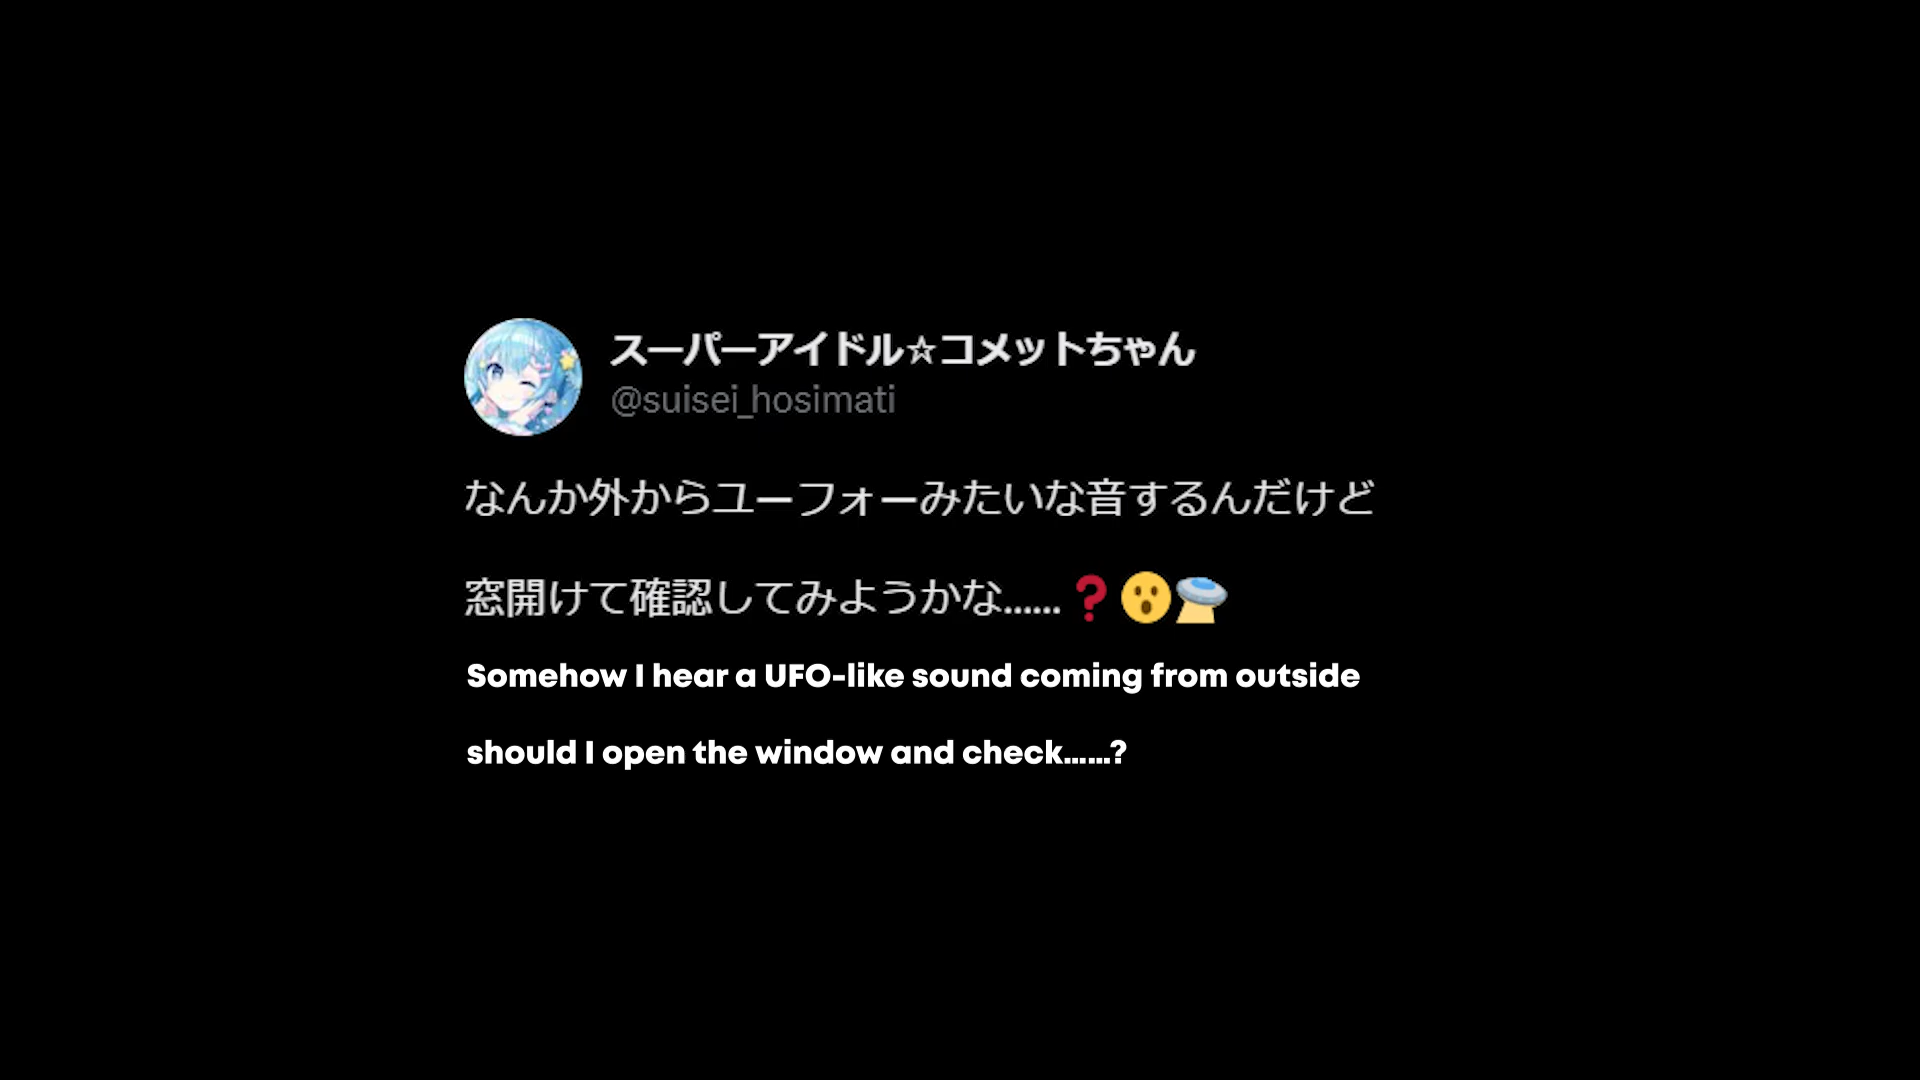 スーパーアイドル☆コメットちゃん
@suisei_hosimati
なんか外からユーフォーみたいな音するんだけど
窓開けて確認してみようかな......❓😮🛸
Somehow I hear a UFO-like sound coming from outside
should I open the window and check......?